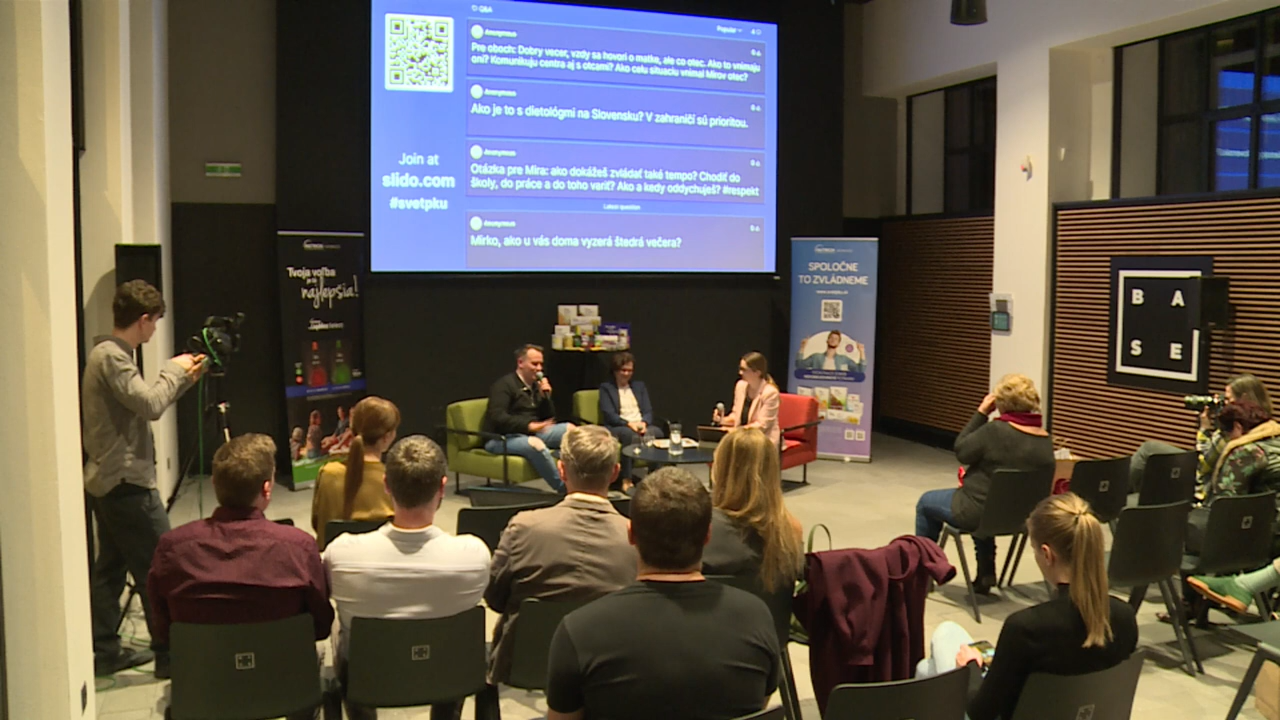 Q&A
Popular
Anonymous
Pre oboch: Dobry vecer, vzdy sa hovori o matke, ale co otec. Ako to vnimaju
oni? Komunikuju centra aj s otcami? Ako celu situaciu vnimal Mirov otec?
Anonymous
Ako je to s dietológmi na Slovensku? V zahraničí sú prioritou.
Anonymous
Otázka pre Mira: ako dokážeš zvládať také tempo? Chodiť do
školy, do práce a do toho variť? Ako a kedy oddychuješ? #respekt
Latest question
Anonymous
Mirko, ako u vás doma vyzerá štedrá večera?
Join at
slido.com
#svetpku
Tvoja voľba
je tá
najlepšia!
SPOLOČNE
TO ZVLÁDNEME
B A
S E